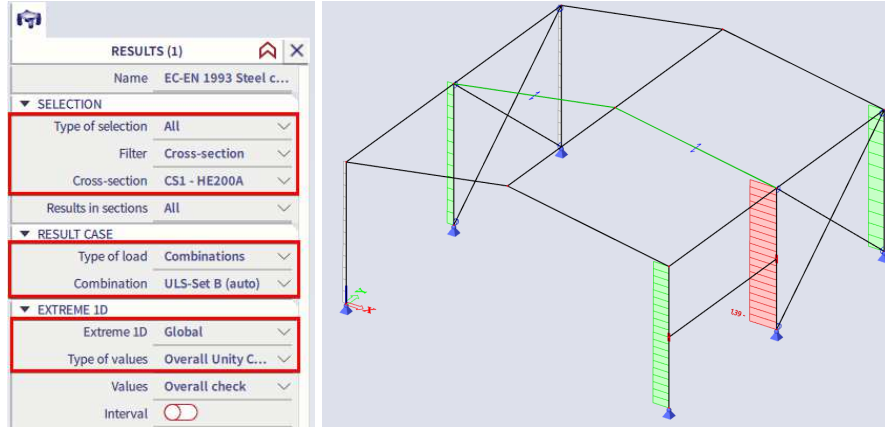 RESULTS (1)
Name EC-EN 1993 Steel c...
SELECTION
Type of selection All
Filter Cross-section
Cross-section CS1 - HE200A
Results in sections All
RESULT CASE
Type of load Combinations
Combination ULS-Set B (auto)
EXTREME 1D
Extreme 1D Global
Type of values Overall Unity C...
Values Overall check
Interval
X
Y